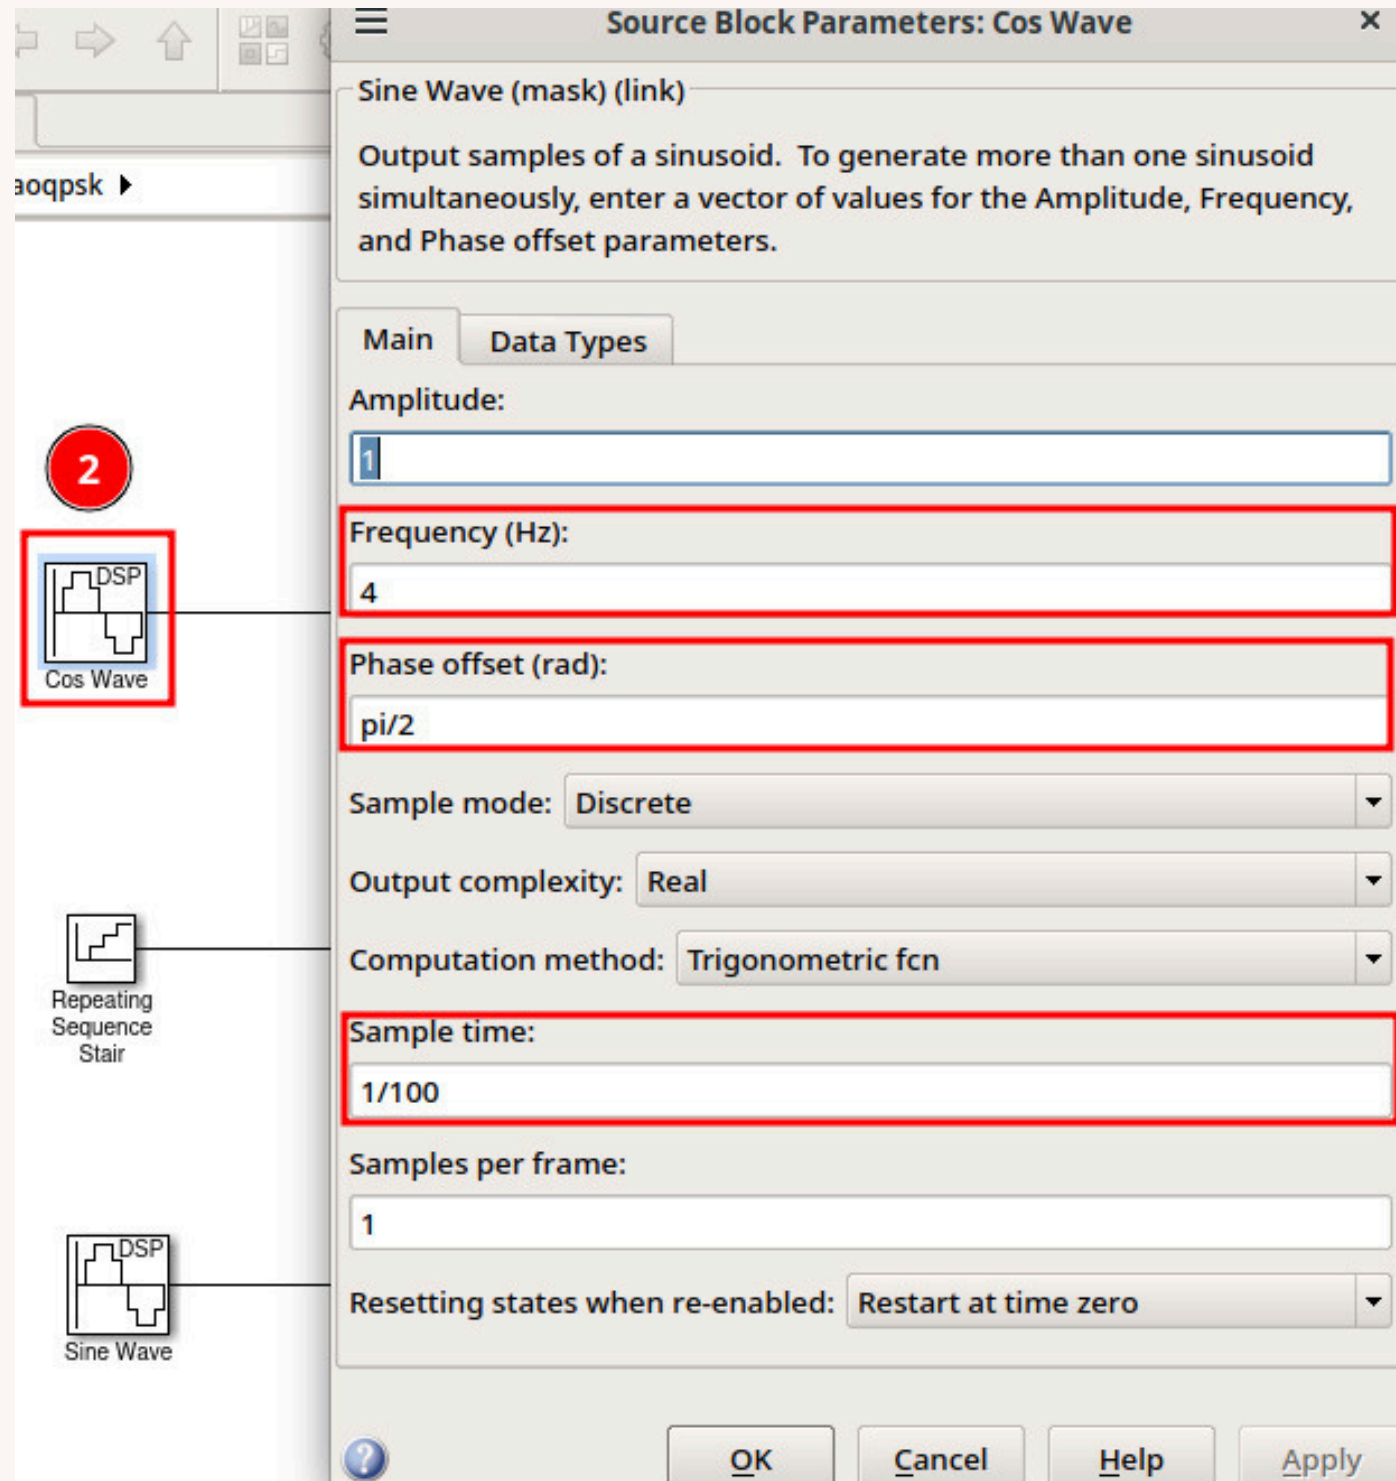 Source Block Parameters: Cos Wave
Sine Wave (mask) (link)
Output samples of a sinusoid. To generate more than one sinusoid
simultaneously, enter a vector of values for the Amplitude, Frequency,
and Phase offset parameters.
aoqpsk
Main
Data Types
Amplitude:
1
2
Frequency (Hz):
4
DSP
Cos Wave
Phase offset (rad):
pi/2
Sample mode: Discrete
Output complexity: Real
Computation method: Trigonometric fcn
Repeating
Sequence
Stair
Sample time:
1/100
Samples per frame:
1
DSP
Sine Wave
Resetting states when re-enabled: Restart at time zero
?
OK
Cancel
Help
Apply